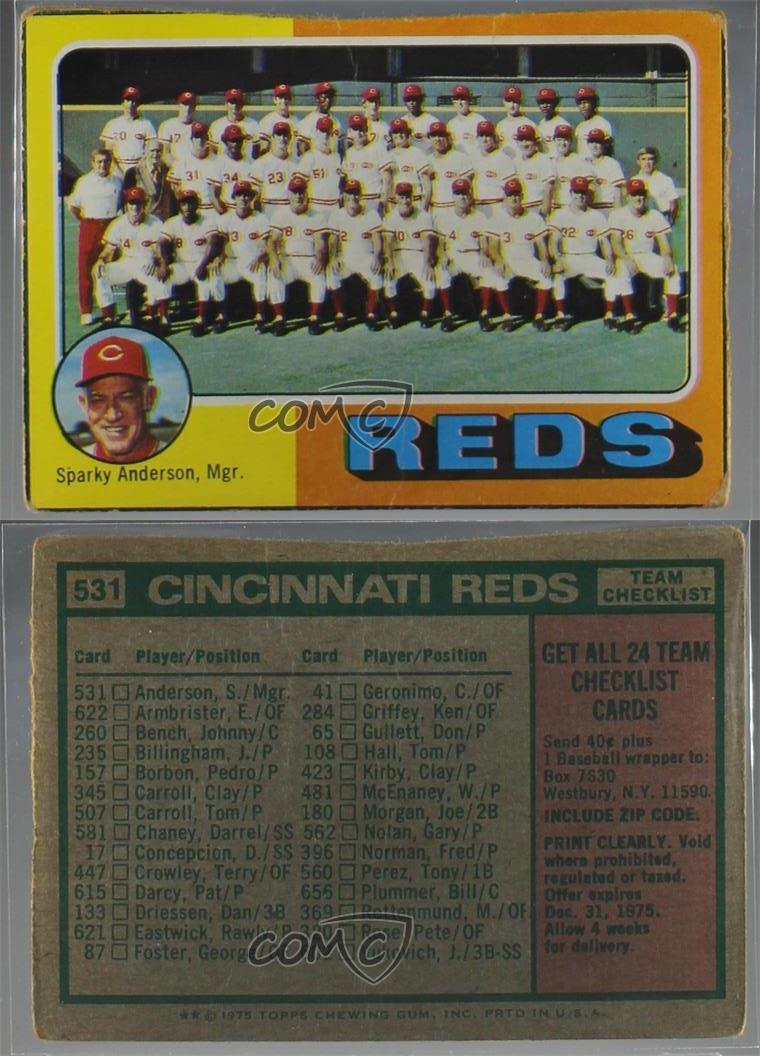 Sparky Anderson, Mgr.
REDS
COMC
531 CINCINNATI REDS TEAM CHECKLIST
Card Player/Position Card Player/Position
531 Anderson, S./Mgr. 41 Geronimo, C./OF
622 Armbrister, E./OF 284 Griffey, Ken/OF
260 Bench, Johnny/C 65 Gullett, Don/P
235 Billingham, J./P 108 Hall, Tom/P
157 Borbon, Pedro/P 423 Kirby, Clay/P
345 Carroll, Clay/P 481 McEnaney, W./P
507 Carroll, Tom/P 180 Morgan, Joe/2B
581 Chaney, Darrel/SS 562 Nolan, Gary/P
17 Concepcion, D./SS 396 Norman, Fred/P
447 Crowley, Terry/OF 560 Perez, Tony/1B
615 Darcy, Pat/P 656 Plummer, Bill/C
133 Driessen, Dan/3B 369 Rettenmund, M./OF
621 Eastwick, Rawly/P 320 Rose, Pete/OF
87 Foster, George/ J./3B-SS
COMC
GET ALL 24 TEAM
CHECKLIST
CARDS
Send 40¢ plus
1 Baseball wrapper to:
Box 7S30
Westbury, N.Y. 11590.
INCLUDE ZIP CODE.
PRINT CLEARLY. Void
where prohibited,
regulated or taxed.
Offer expires
Dec. 31, 1975.
Allow 4 weeks
for delivery.
★★ © 1975 TOPPS CHEWING GUM, INC. PRTD IN U.S.A.